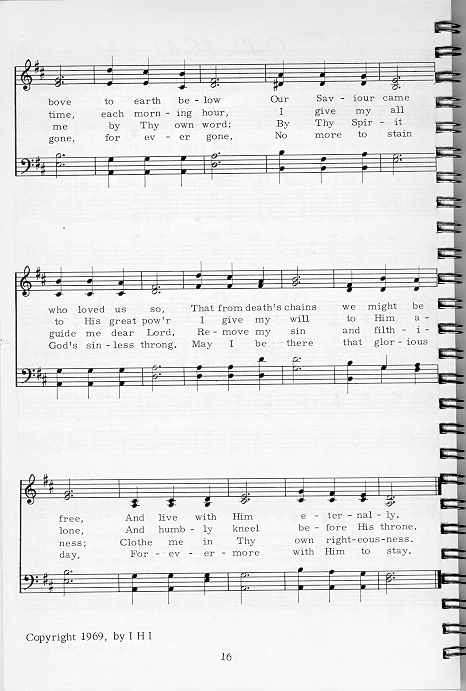 bove to earth be - low Our Sav - iour came
time, each morn - ing hour, I give my all
me by Thy own word; By Thy Spir - it
gone, for ev - er gone, No more to stain
who loved us so, That from death's chains we might be
to His great pow'r I give my will to Him a -
guide me dear Lord. Re - move my sin and filth - i -
God's sin - less throng. May I be there that glor - ious
free, And live with Him e - ter - nal - ly.
lone, And humb - ly kneel be - fore His throne.
ness; Clothe me in Thy own right - eous - ness.
day, For - ev - er - more with Him to stay.
Copyright 1969, by I H I
16